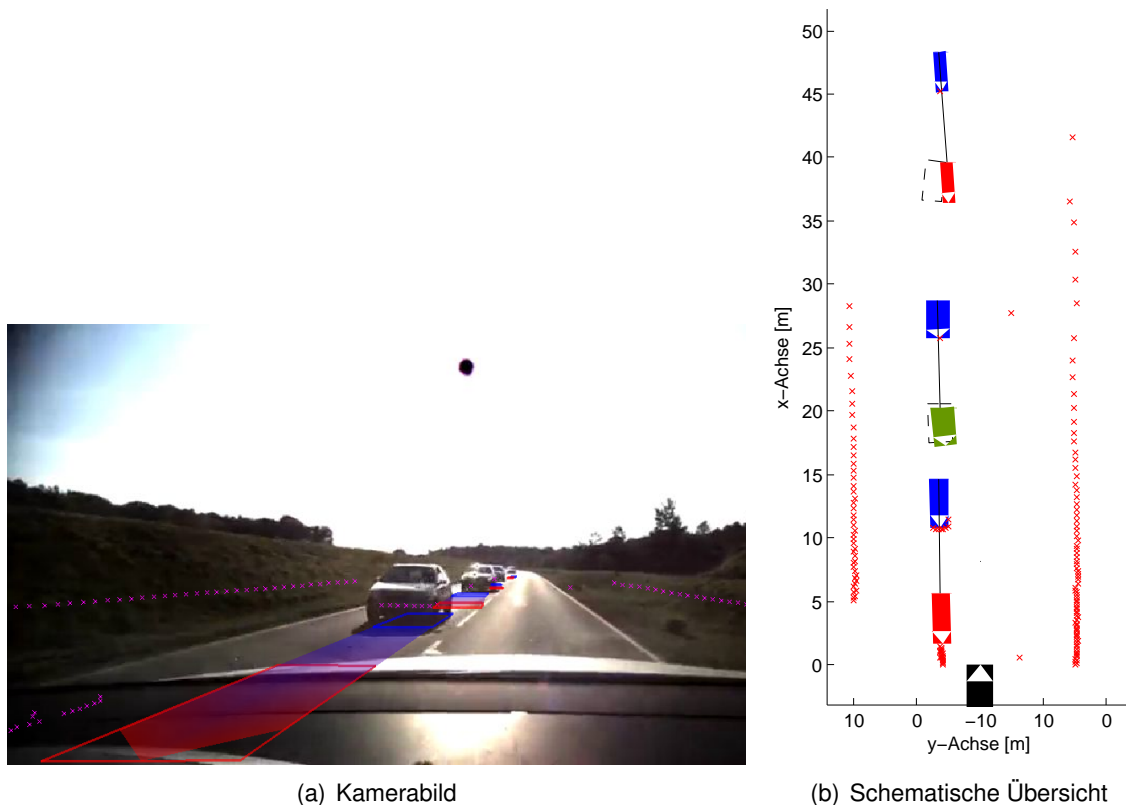 50
45
40
35
30
25
20
15
10
5
0
x−Achse [m]
10 0 −10 10 0
y−Achse [m]
(a) Kamerabild
(b) Schematische Übersicht